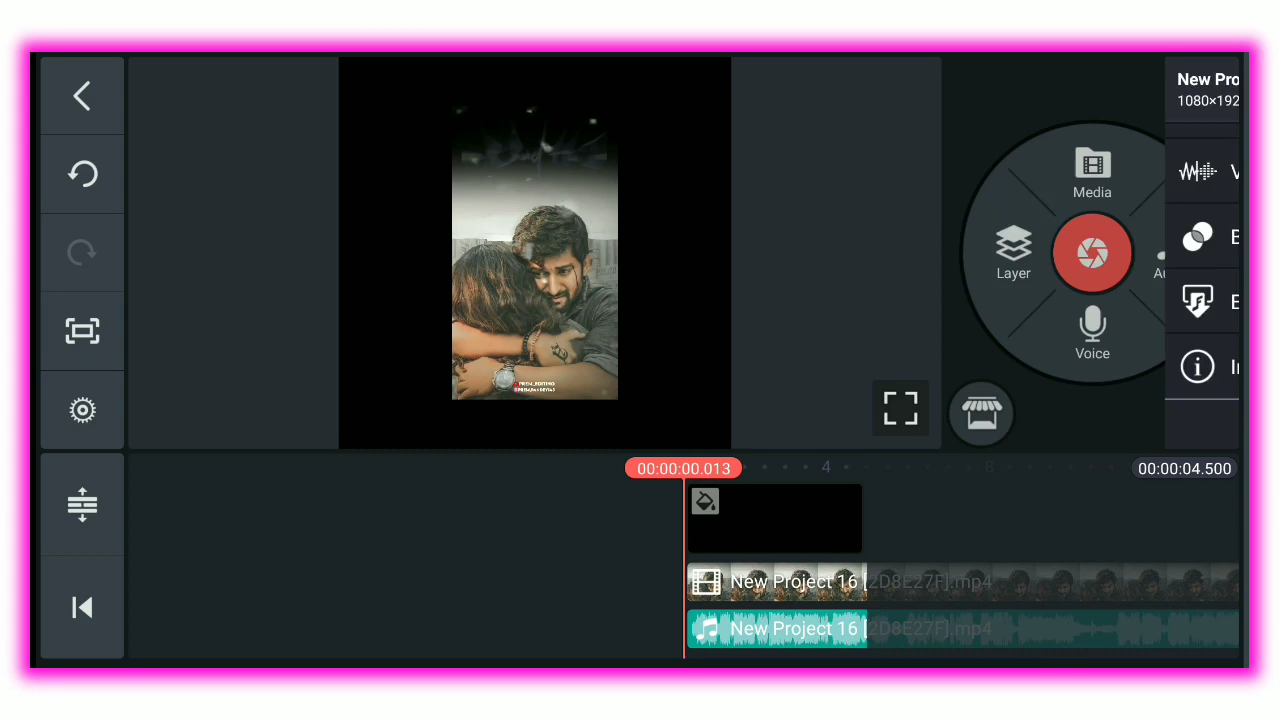 New Pro
1080×192
Media
Layer
Voice
00:00:00.013
4
8
00:00:04.500
New Project 16 [2D8E27F].mp4
New Project 16 [2D8E27F].mp4